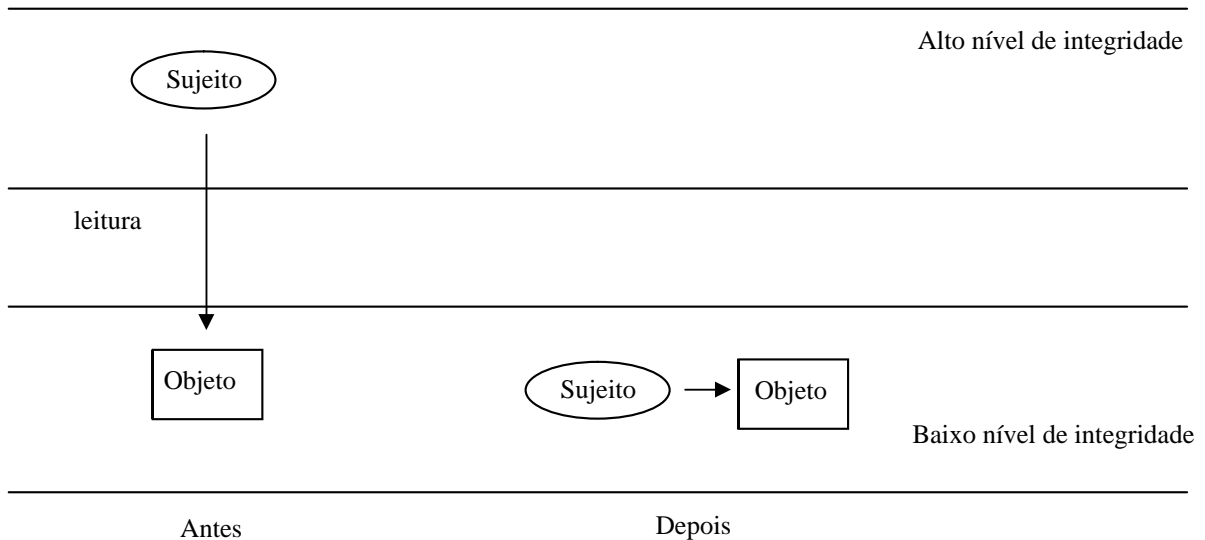 Alto nível de integridade
Sujeito
leitura
Objeto
Sujeito
Objeto
Baixo nível de integridade
Antes
Depois